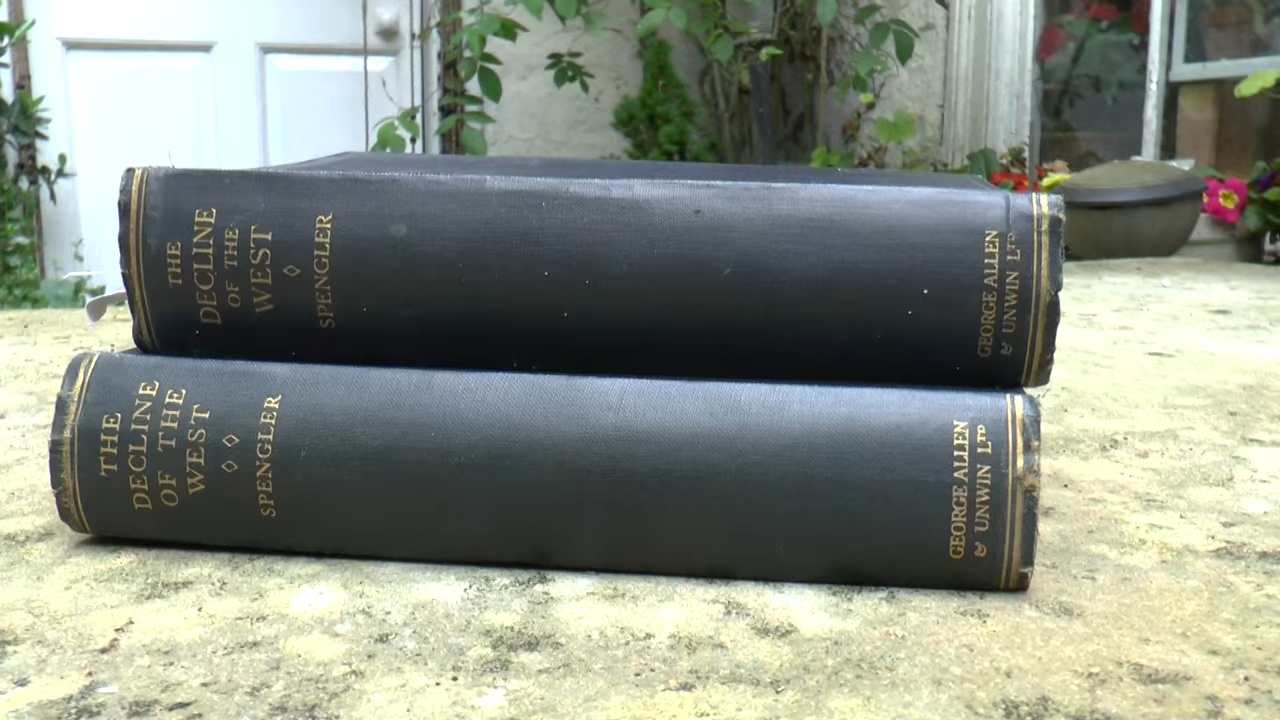 THE
DECLINE
OF THE
WEST
SPENGLER
GEORGE ALLEN
& UNWIN LTD
THE
DECLINE
OF THE
WEST
SPENGLER
GEORGE ALLEN
& UNWIN LTD